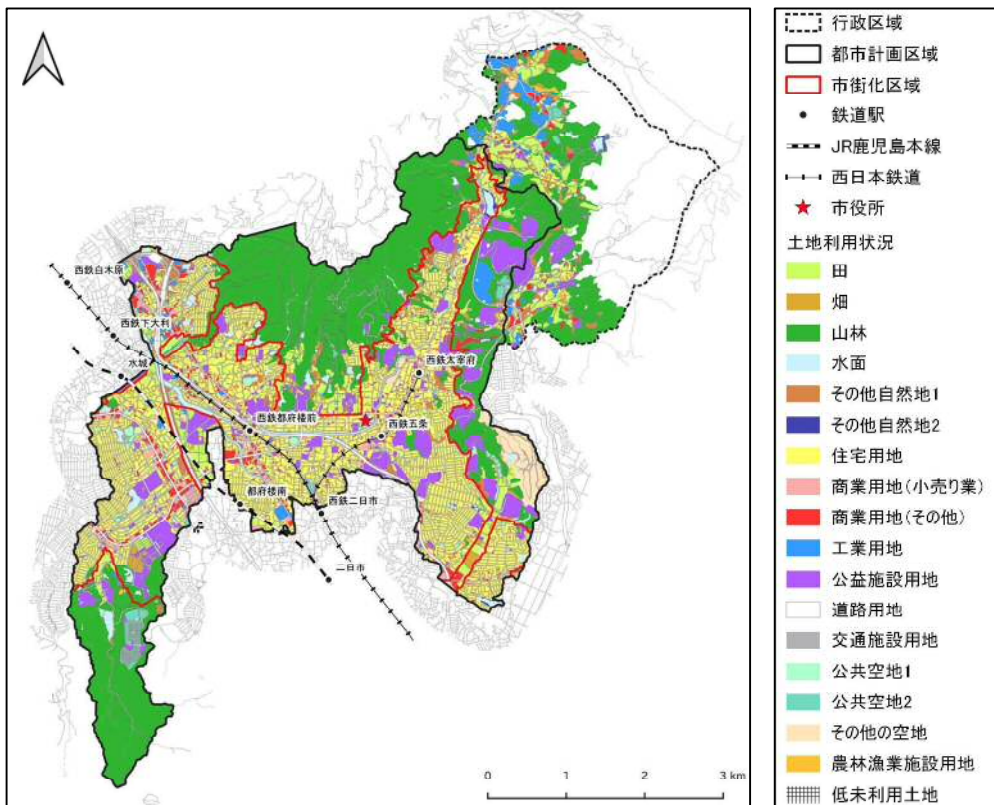 西鉄白木原
西鉄下大利
水城
西鉄太宰府
西鉄都府楼前
西鉄五条
都府楼南
西鉄二日市
二日市
0 1 2 3 km
行政区域
都市計画区域
市街化区域
鉄道駅
JR鹿児島本線
西日本鉄道
市役所
土地利用状況
田
畑
山林
水面
その他自然地1
その他自然地2
住宅用地
商業用地(小売り業)
商業用地(その他)
工業用地
公益施設用地
道路用地
交通施設用地
公共空地1
公共空地2
その他の空地
農林漁業施設用地
低未利用土地